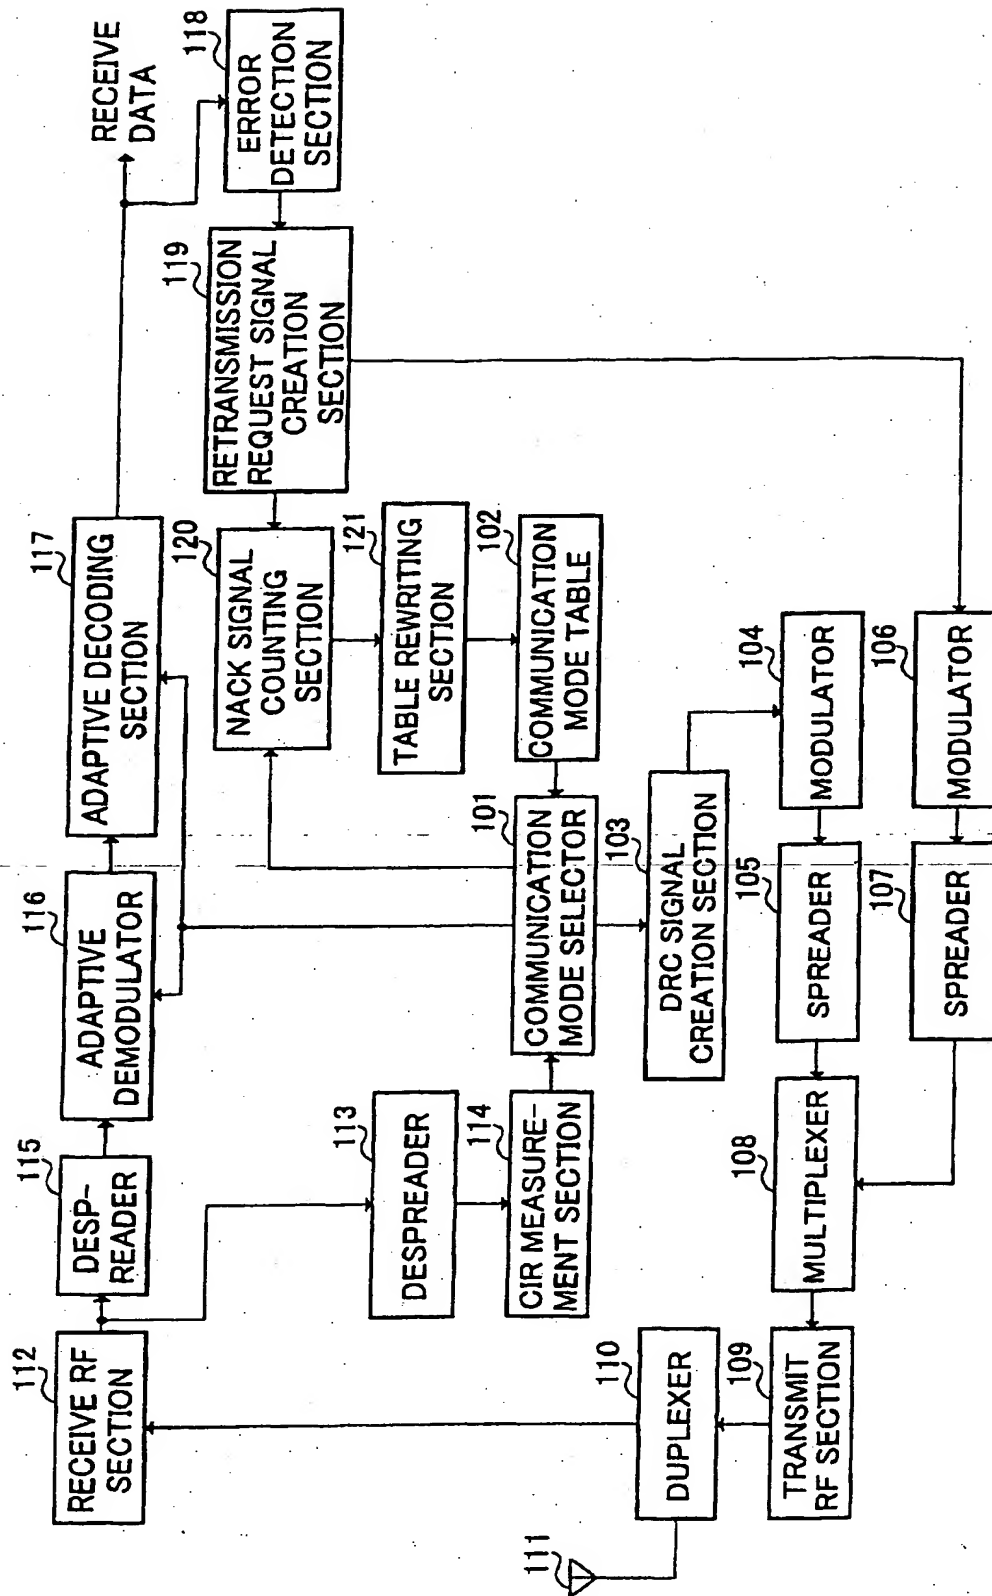 112
RECEIVE RF
SECTION
115
DESP-
READER
116
ADAPTIVE
DEMODULATOR
117
ADAPTIVE DECODING
SECTION
RECEIVE
DATA
118
ERROR
DETECTION
SECTION
119
RETRANSMISSION
REQUEST SIGNAL
CREATION
SECTION
120
NACK SIGNAL
COUNTING
SECTION
121
TABLE REWRITING
SECTION
102
COMMUNICATION
MODE TABLE
113
DESPREADER
114
CIR MEASURE-
MENT SECTION
101
COMMUNICATION
MODE SELECTOR
103
DRC SIGNAL
CREATION SECTION
104
MODULATOR
105
SPREADER
106
MODULATOR
107
SPREADER
108
MULTIPLEXER
109
TRANSMIT
RF SECTION
110
DUPLEXER
111